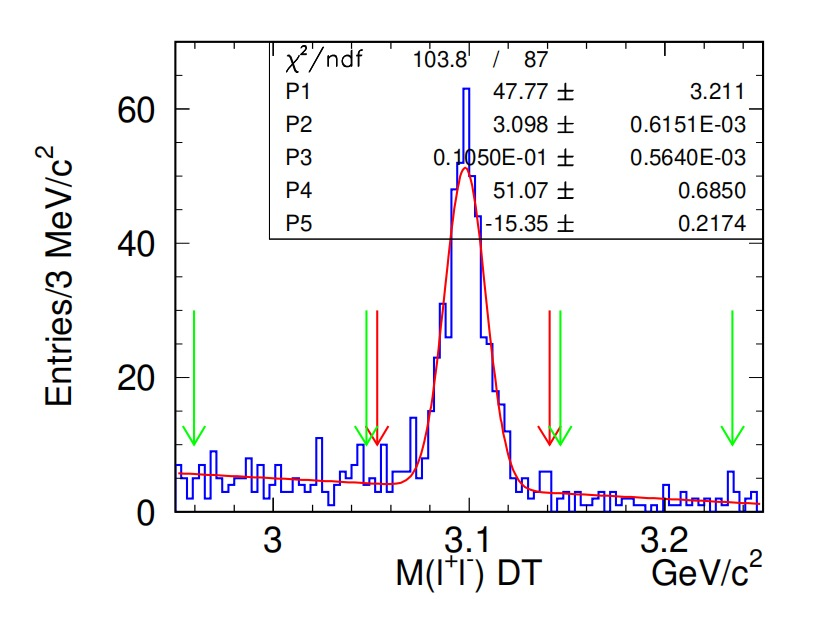 χ²/ndf 103.8 / 87
P1 47.77 ± 3.211
P2 3.098 ± 0.6151E-03
P3 0.1050E-01 ± 0.5640E-03
P4 51.07 ± 0.6850
P5 -15.35 ± 0.2174
Entries/3 MeV/c²
60
40
20
0
3 3.1 3.2
M(l⁺l⁻) DT GeV/c²